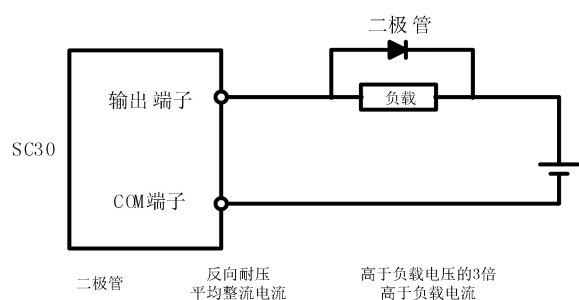 二极管
输出端子
负载
SC30
COM端子
二极管
反向耐压
平均整流电流
高于负载电压的3倍
高于负载电流